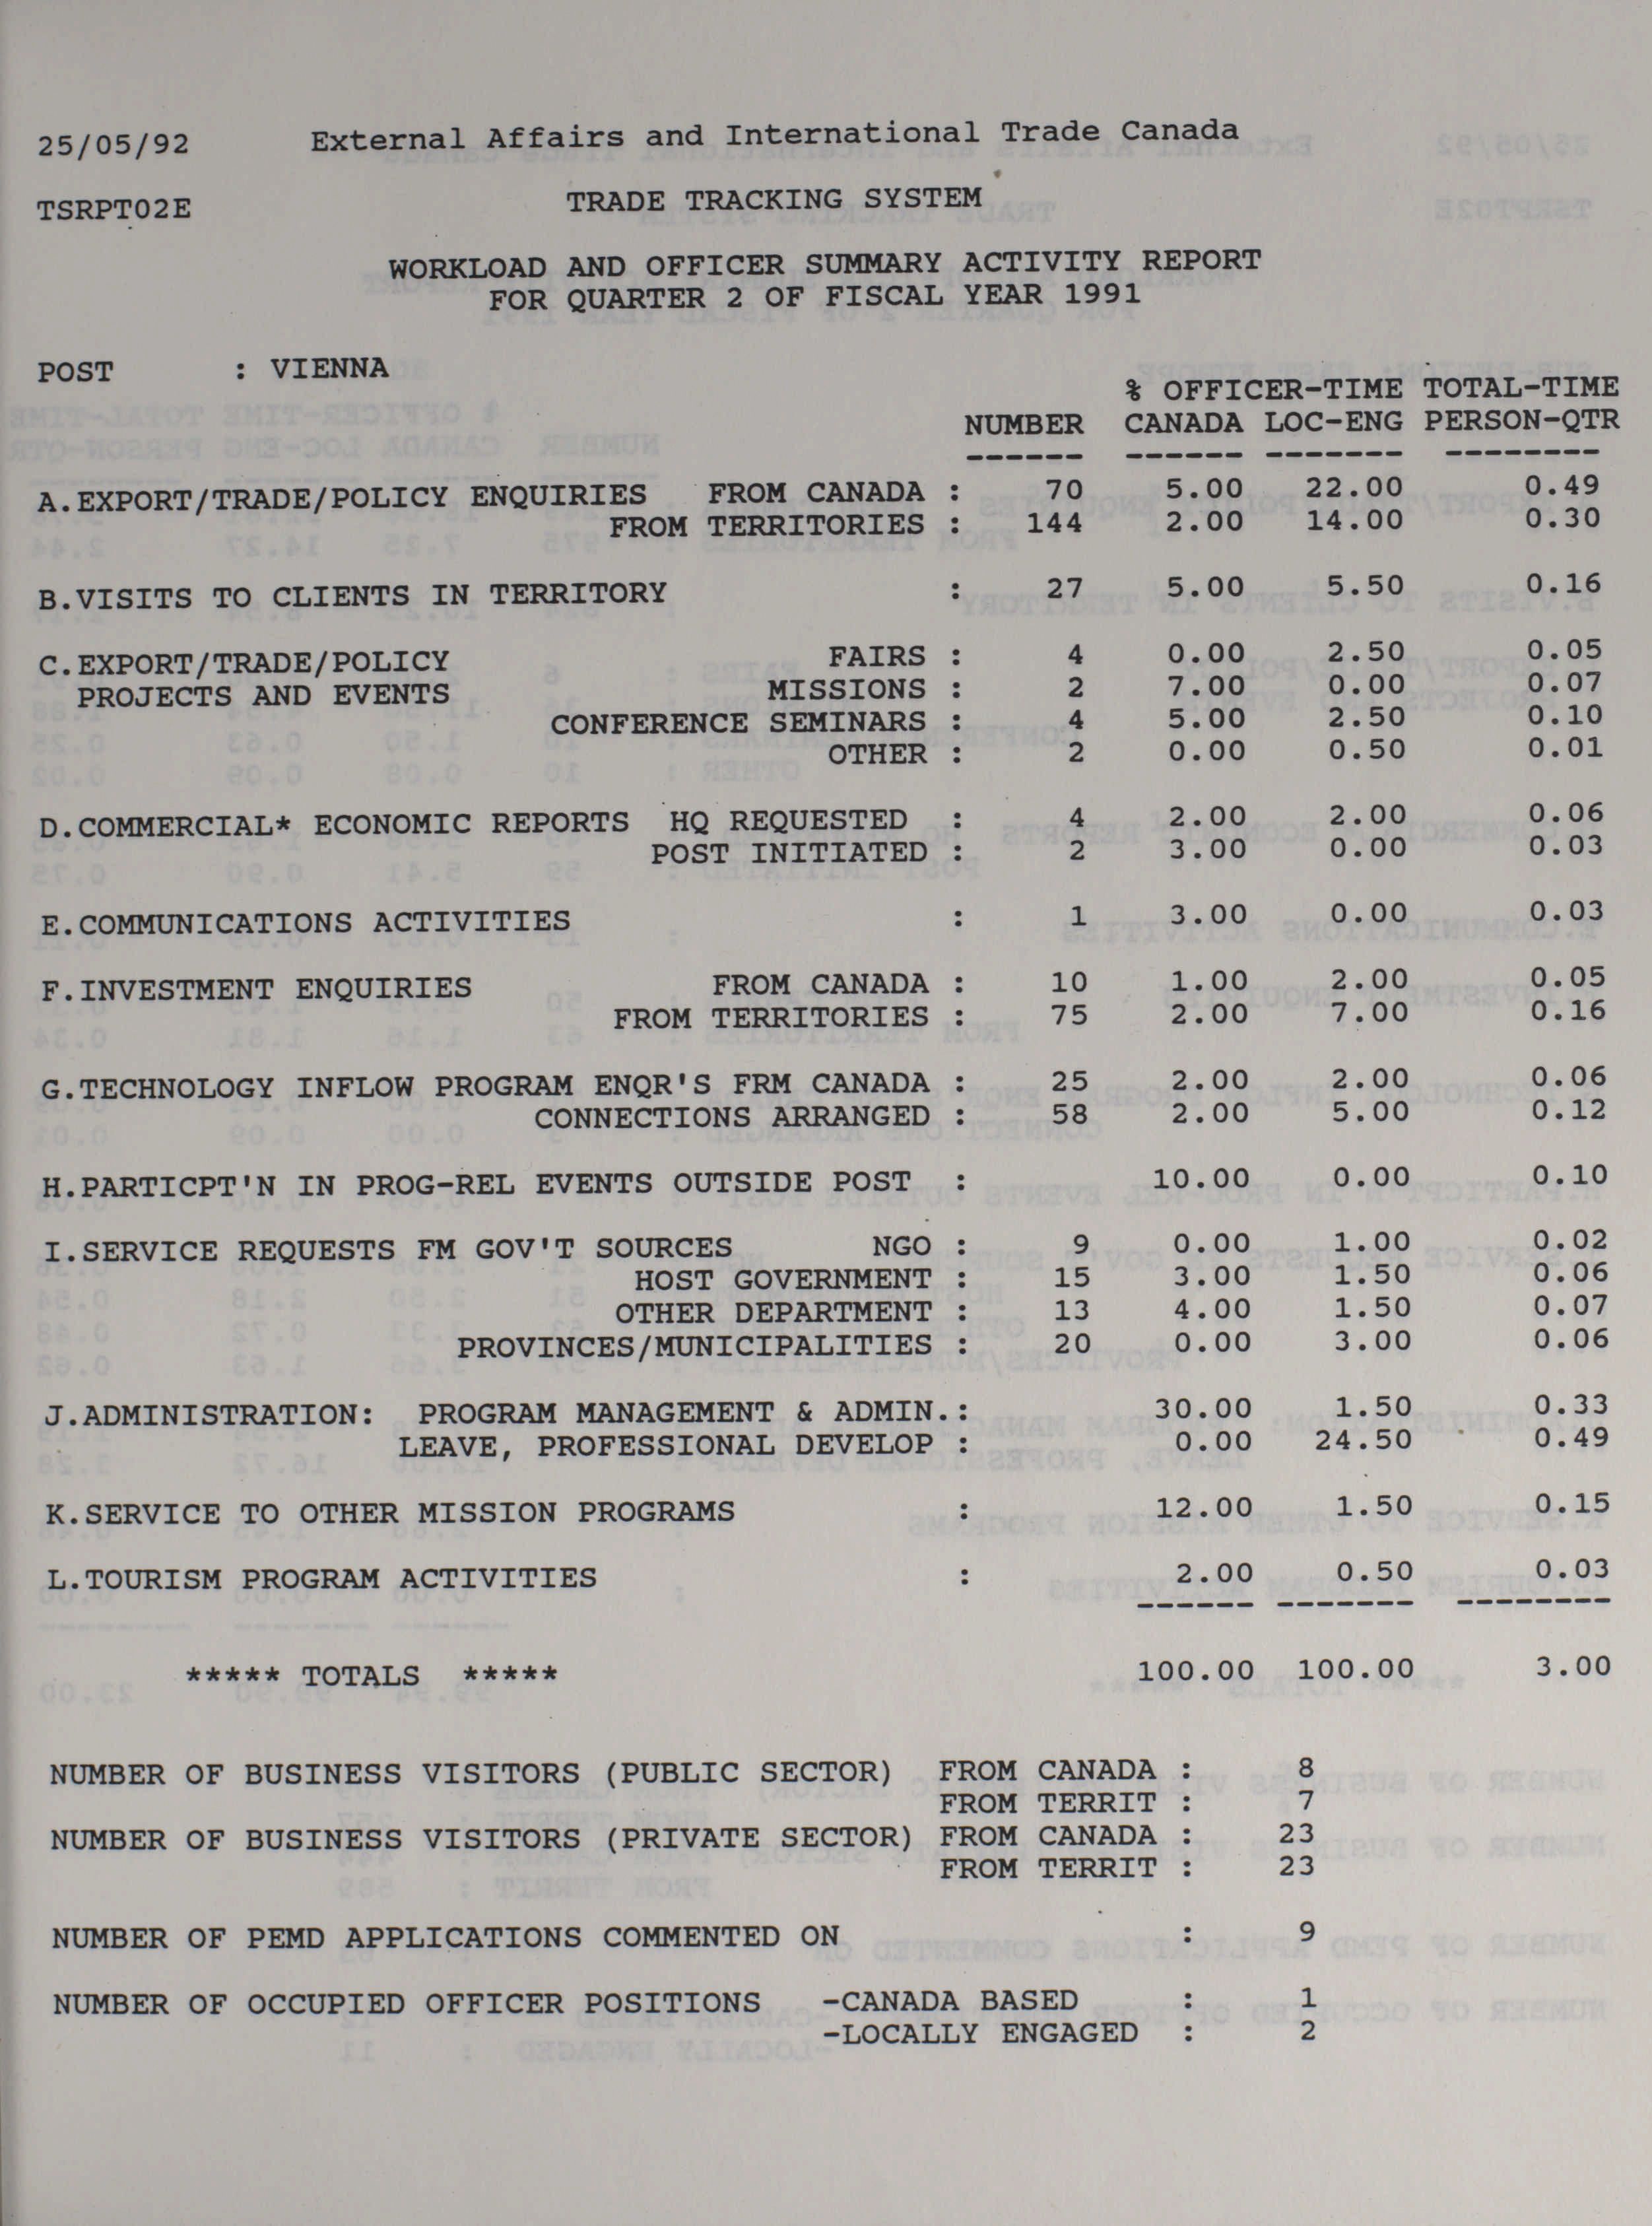 25/05/92 External Affairs and International Trade Canada
TSRPT02E TRADE TRACKING SYSTEM
WORKLOAD AND OFFICER SUMMARY ACTIVITY REPORT
FOR QUARTER 2 OF FISCAL YEAR 1991
POST : VIENNA
% OFFICER-TIME TOTAL-TIME
NUMBER CANADA LOC-ENG PERSON-QTR
------ ------ ------- --------
A.EXPORT/TRADE/POLICY ENQUIRIES FROM CANADA : 70 5.00 22.00 0.49
FROM TERRITORIES : 144 2.00 14.00 0.30
B.VISITS TO CLIENTS IN TERRITORY : 27 5.00 5.50 0.16
C.EXPORT/TRADE/POLICY FAIRS : 4 0.00 2.50 0.05
PROJECTS AND EVENTS MISSIONS : 2 7.00 0.00 0.07
CONFERENCE SEMINARS : 4 5.00 2.50 0.10
OTHER : 2 0.00 0.50 0.01
D.COMMERCIAL* ECONOMIC REPORTS HQ REQUESTED : 4 2.00 2.00 0.06
POST INITIATED : 2 3.00 0.00 0.03
E.COMMUNICATIONS ACTIVITIES : 1 3.00 0.00 0.03
F.INVESTMENT ENQUIRIES FROM CANADA : 10 1.00 2.00 0.05
FROM TERRITORIES : 75 2.00 7.00 0.16
G.TECHNOLOGY INFLOW PROGRAM ENQR'S FRM CANADA : 25 2.00 2.00 0.06
CONNECTIONS ARRANGED : 58 2.00 5.00 0.12
H.PARTICPT'N IN PROG-REL EVENTS OUTSIDE POST : 10.00 0.00 0.10
I.SERVICE REQUESTS FM GOV'T SOURCES NGO : 9 0.00 1.00 0.02
HOST GOVERNMENT : 15 3.00 1.50 0.06
OTHER DEPARTMENT : 13 4.00 1.50 0.07
PROVINCES/MUNICIPALITIES : 20 0.00 3.00 0.06
J.ADMINISTRATION: PROGRAM MANAGEMENT & ADMIN.: 30.00 1.50 0.33
LEAVE, PROFESSIONAL DEVELOP : 0.00 24.50 0.49
K.SERVICE TO OTHER MISSION PROGRAMS : 12.00 1.50 0.15
L.TOURISM PROGRAM ACTIVITIES : 2.00 0.50 0.03
------ ------- --------
***** TOTALS ***** 100.00 100.00 3.00
NUMBER OF BUSINESS VISITORS (PUBLIC SECTOR) FROM CANADA : 8
FROM TERRIT : 7
NUMBER OF BUSINESS VISITORS (PRIVATE SECTOR) FROM CANADA : 23
FROM TERRIT : 23
NUMBER OF PEMD APPLICATIONS COMMENTED ON : 9
NUMBER OF OCCUPIED OFFICER POSITIONS -CANADA BASED : 1
-LOCALLY ENGAGED : 2